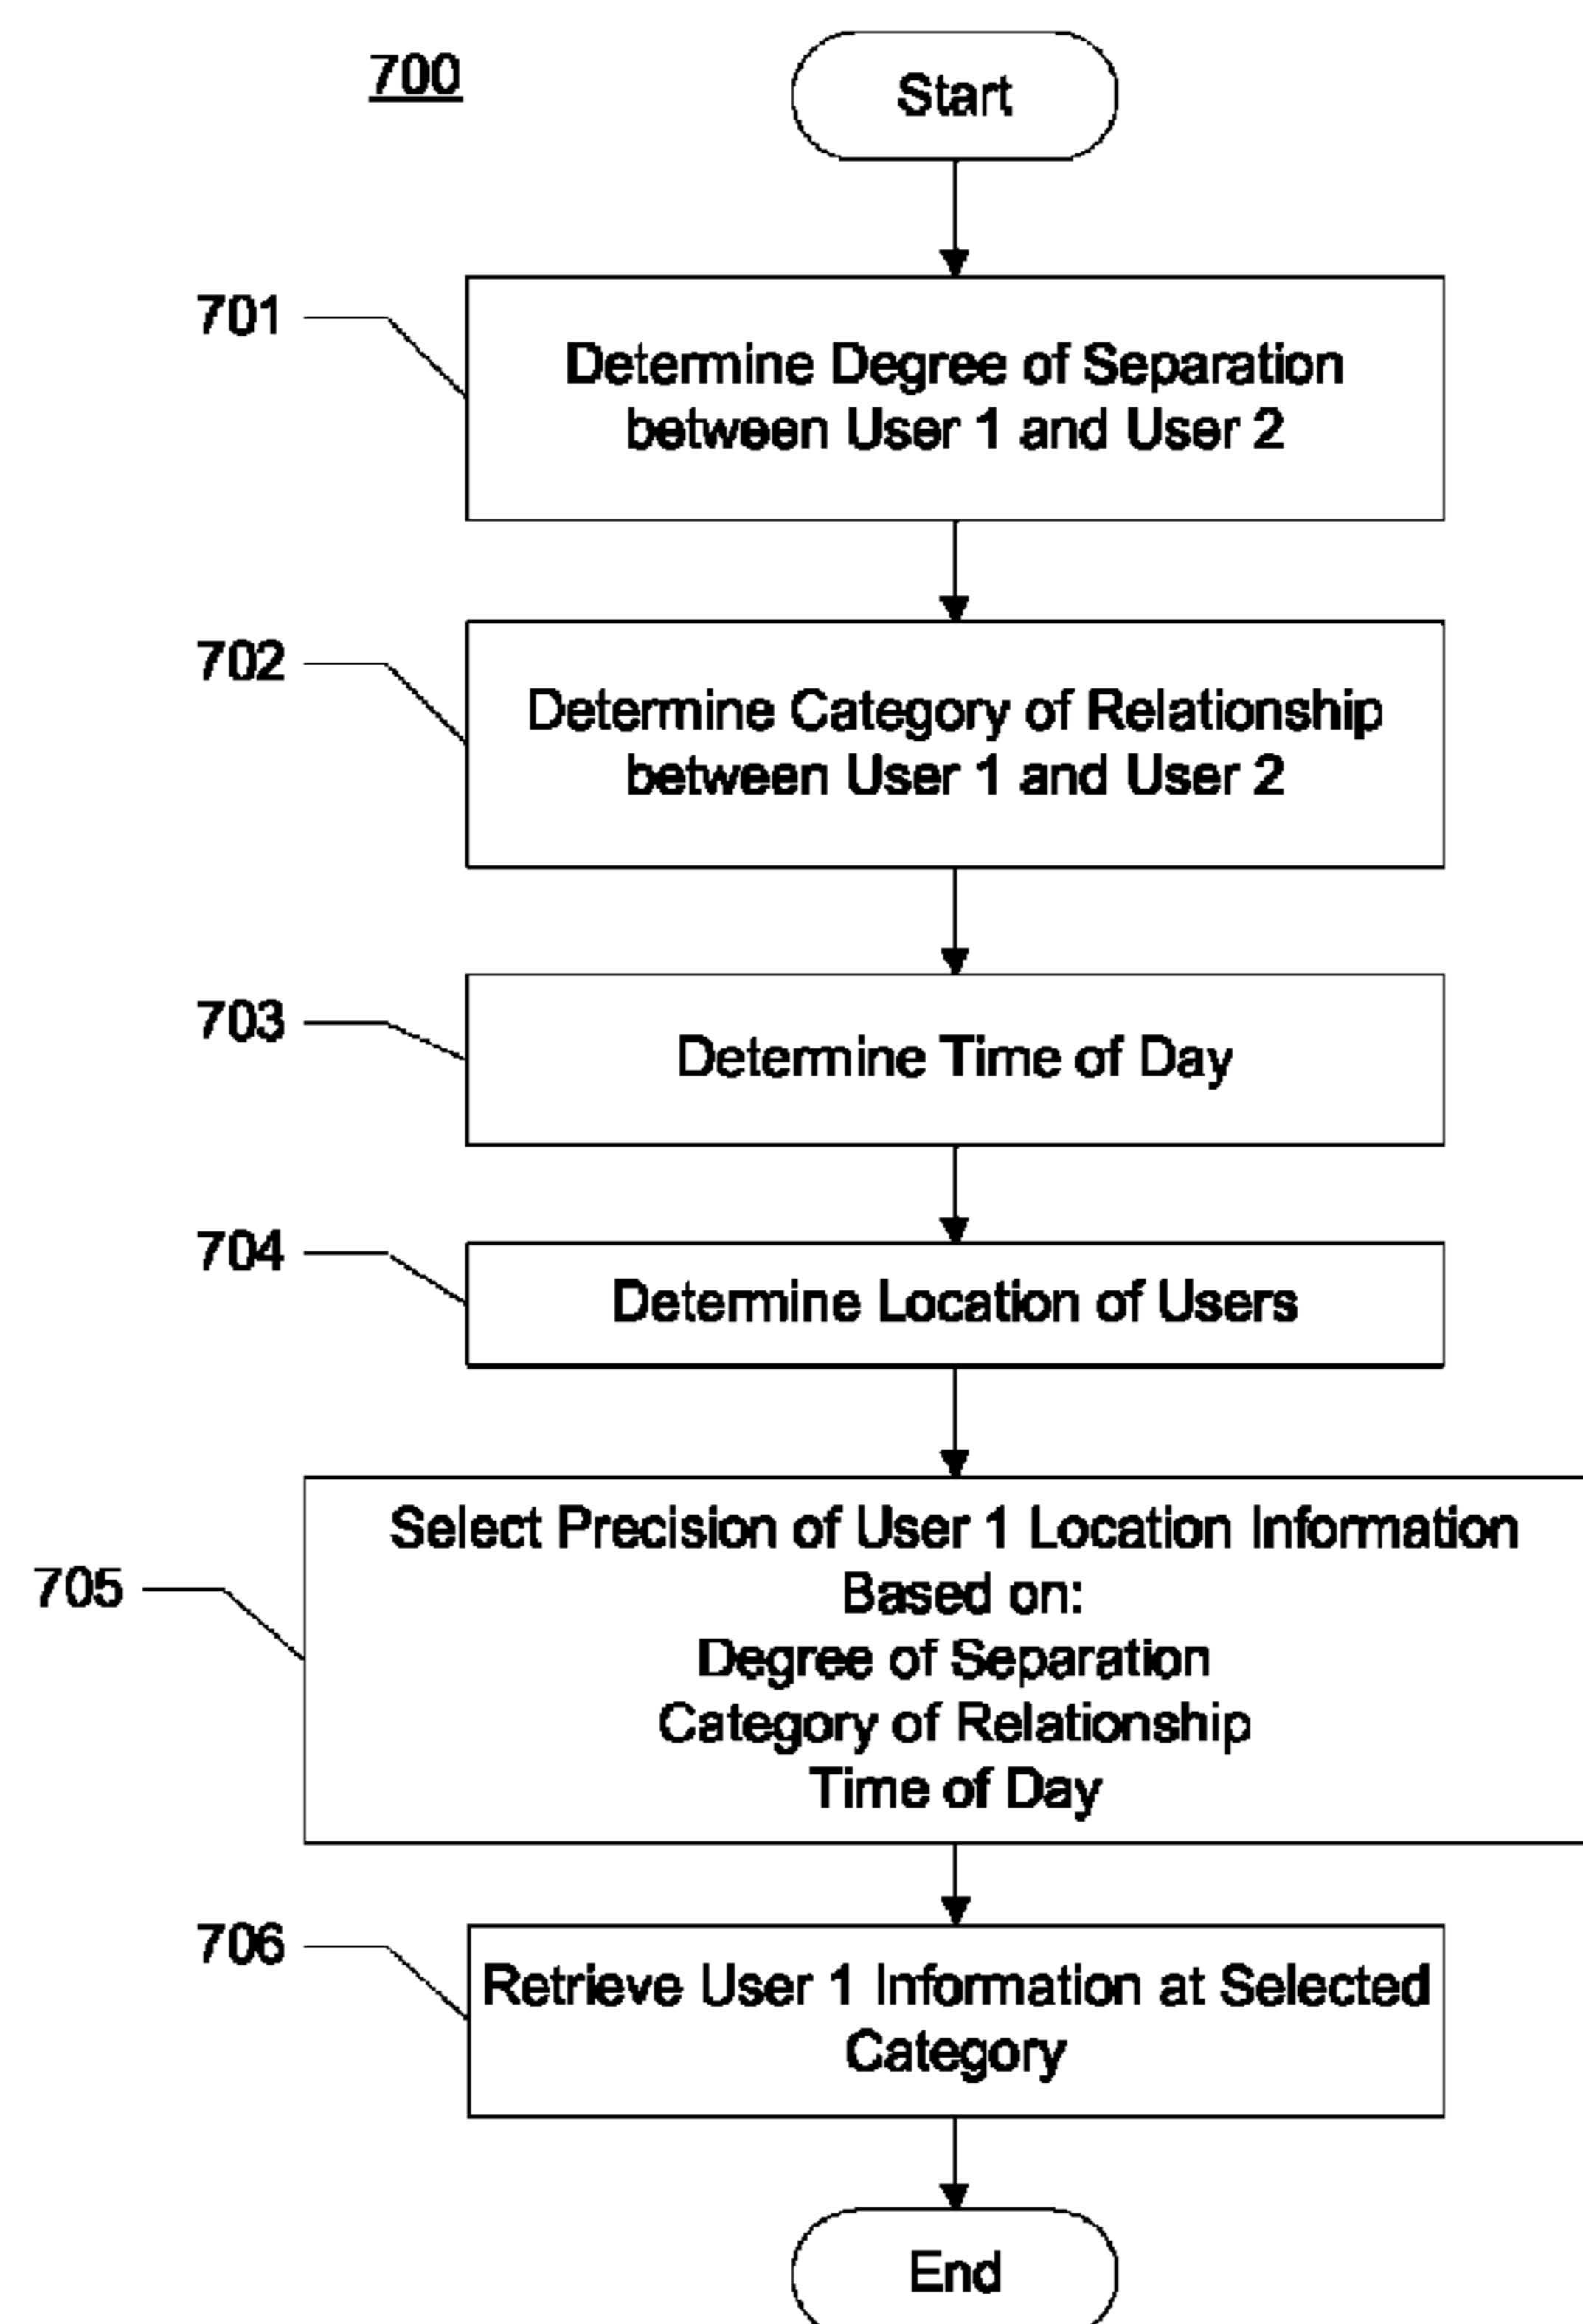 700
Start
701
Determine Degree of Separation
between User 1 and User 2
702
Determine Category of Relationship
between User 1 and User 2
703
Determine Time of Day
704
Determine Location of Users
705
Select Precision of User 1 Location Information
Based on:
Degree of Separation
Category of Relationship
Time of Day
706
Retrieve User 1 Information at Selected
Category
End